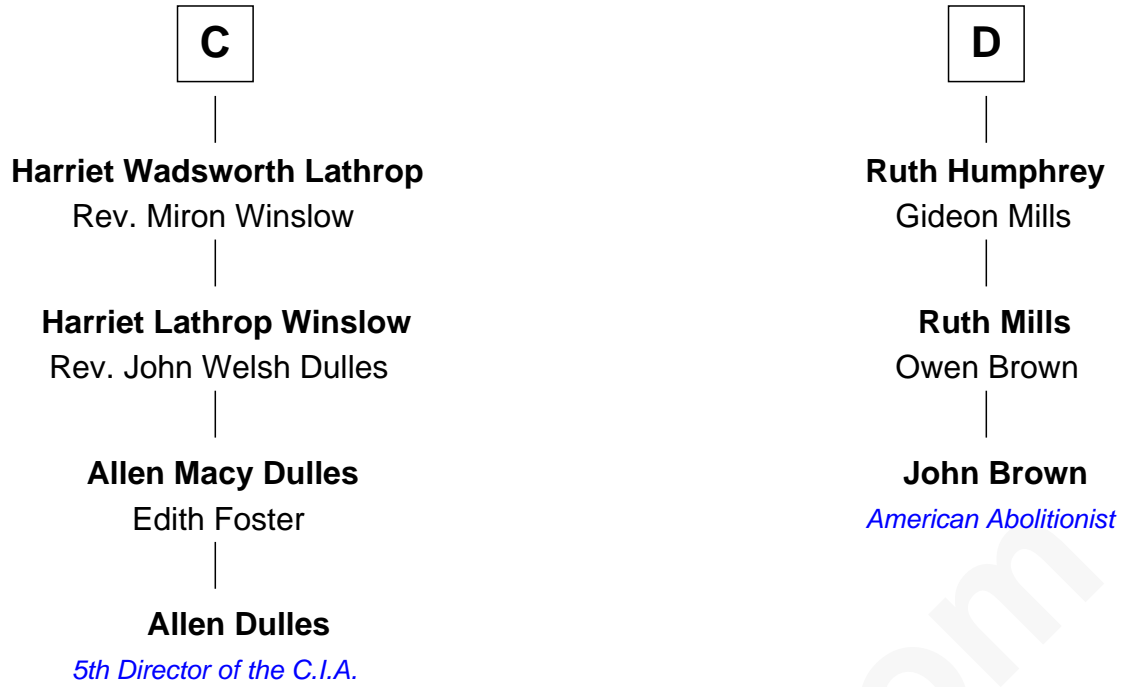 C
Harriet Wadsworth Lathrop
Rev. Miron Winslow
Harriet Lathrop Winslow
Rev. John Welsh Dulles
Allen Macy Dulles
Edith Foster
Allen Dulles
5th Director of the C.I.A.
D
Ruth Humphrey
Gideon Mills
Ruth Mills
Owen Brown
John Brown
American Abolitionist
om